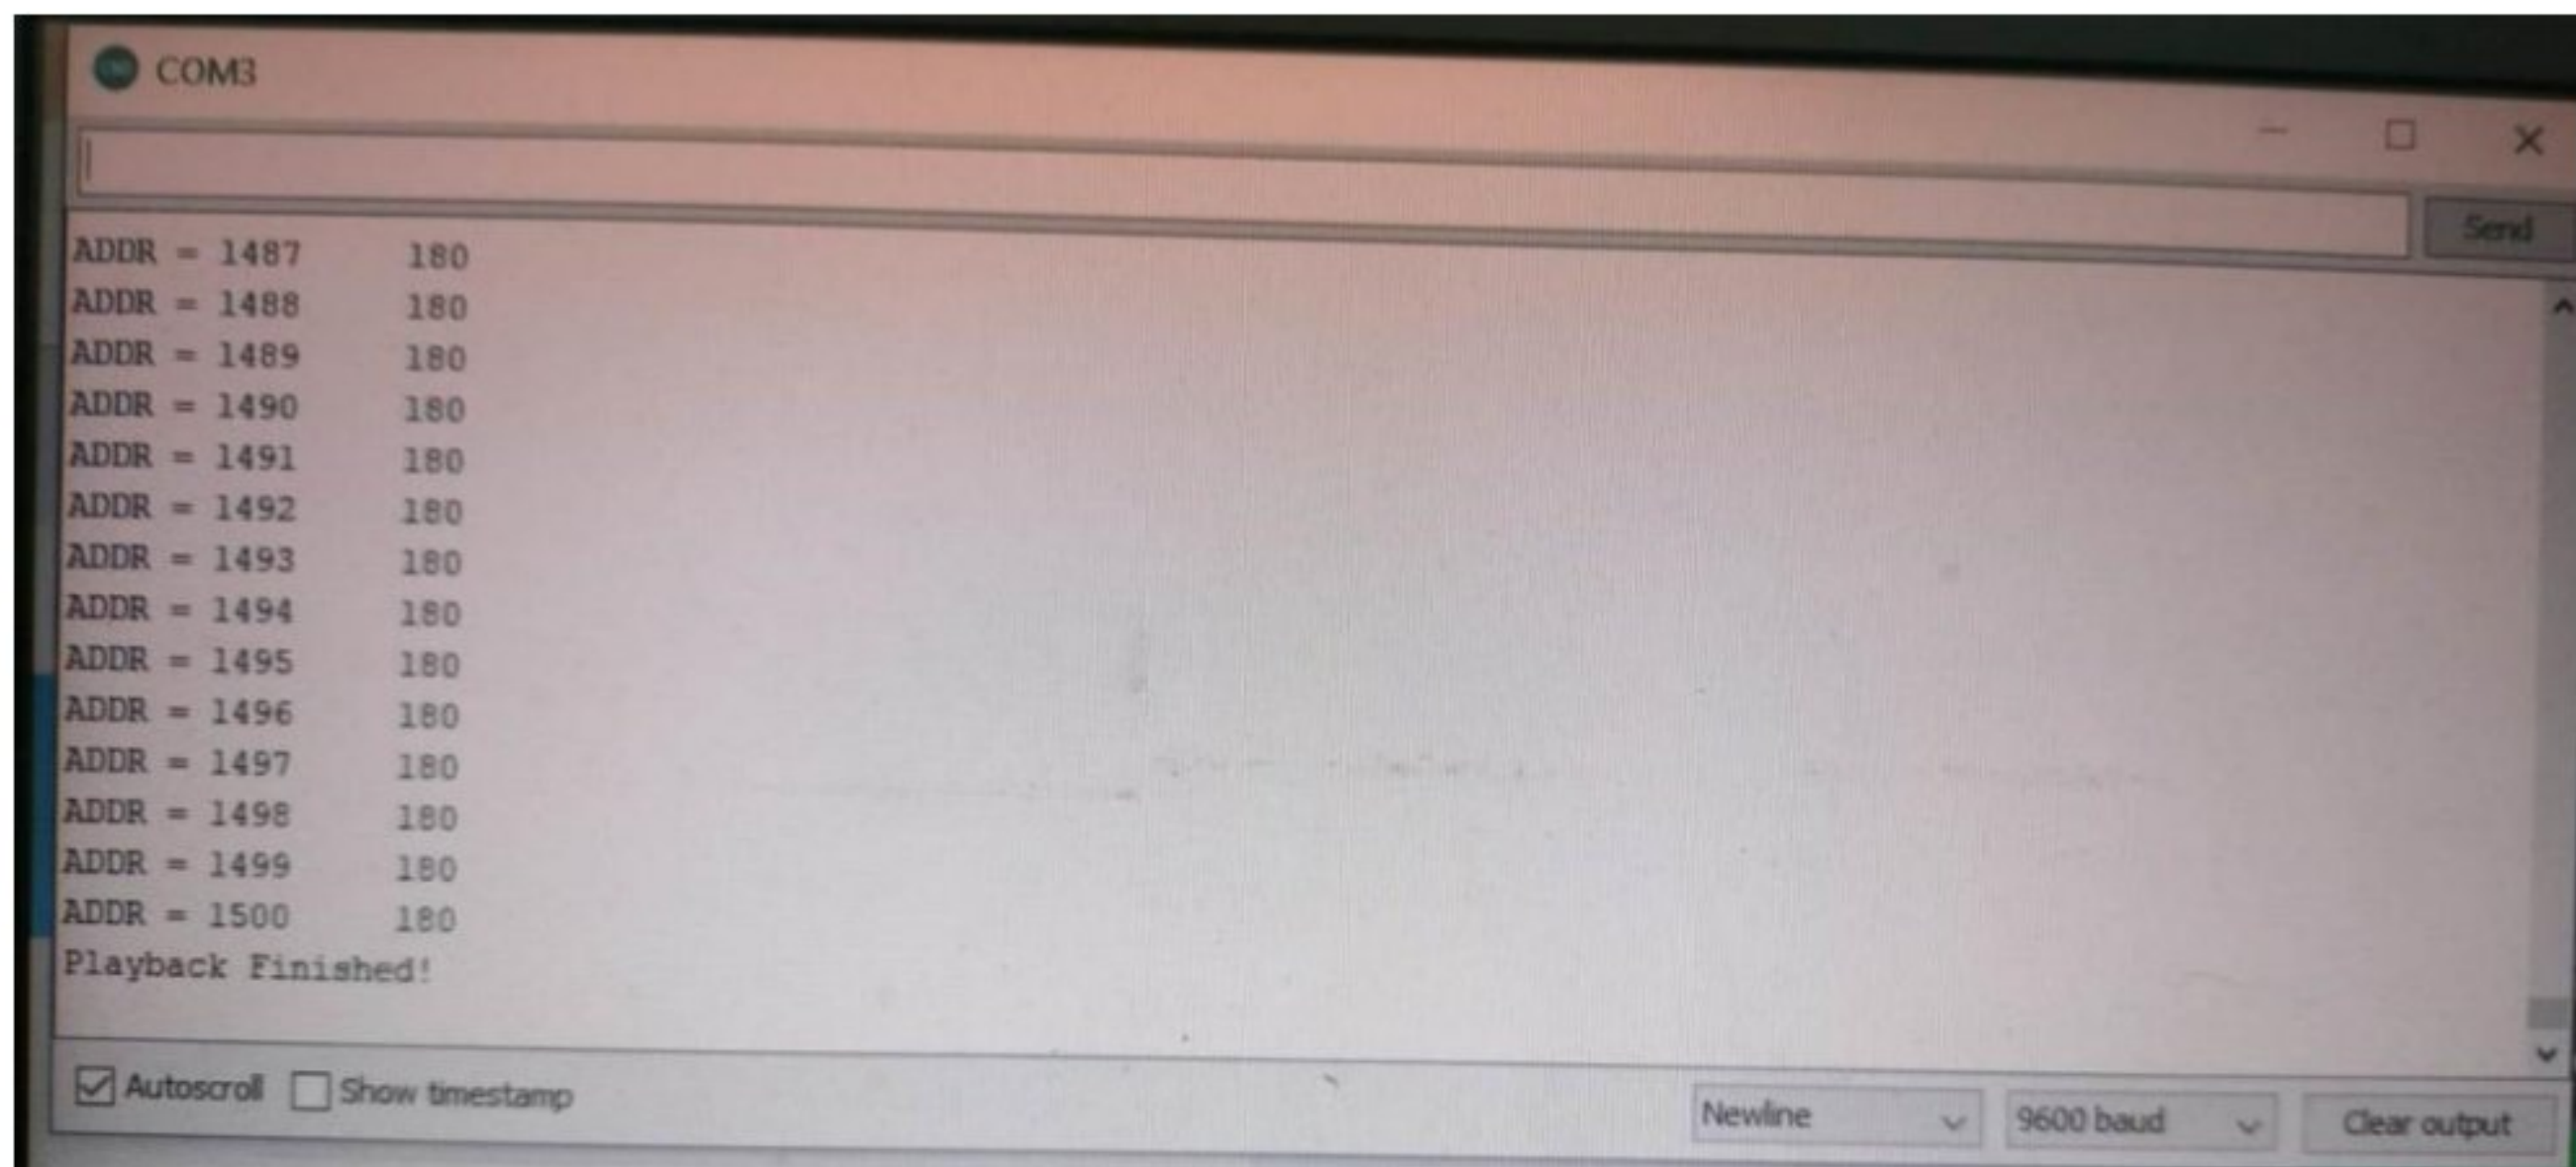 COM3
Send
ADDR = 1487 180
ADDR = 1488 180
ADDR = 1489 180
ADDR = 1490 180
ADDR = 1491 180
ADDR = 1492 180
ADDR = 1493 180
ADDR = 1494 180
ADDR = 1495 180
ADDR = 1496 180
ADDR = 1497 180
ADDR = 1498 180
ADDR = 1499 180
ADDR = 1500 180
Playback Finished!
Autoscroll Show timestamp Newline 9600 baud Clear output